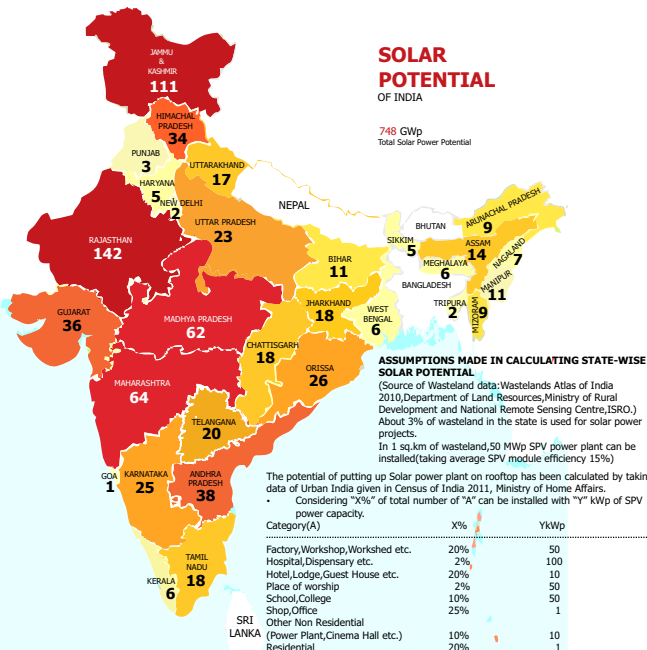 SOLAR
POTENTIAL
OF INDIA
748 GWp
Total Solar Power Potential
JAMMU
&
KASHMIR
111
HIMACHAL
PRADESH
34
PUNJAB
3
UTTARAKHAND
17
HARYANA
5
NEW DELHI
2
NEPAL
RAJASTHAN
142
UTTAR PRADESH
23
SIKKIM
5
BHUTAN
ARUNACHAL PRADESH
9
ASSAM
14
NAGALAND
7
MEGHALAYA
6
MANIPUR
11
BIHAR
11
BANGLADESH
TRIPURA
2
MIZORAM
9
GUJARAT
36
MADHYA PRADESH
62
JHARKHAND
18
WEST
BENGAL
6
CHATTISGARH
18
ORISSA
26
MAHARASHTRA
64
TELANGANA
20
GOA
1
KARNATAKA
25
ANDHRA
PRADESH
38
3
TAMIL
NADU
18
KERALA
6
SRI
LANKA
ASSUMPTIONS MADE IN CALCULATING STATE-WISE
SOLAR POTENTIAL
(Source of Wasteland data:Wastelands Atlas of India
2010,Department of Land Resources,Ministry of Rural
Development and National Remote Sensing Centre,ISRO.)
About 3% of wasteland in the state is used for solar power
projects.
In 1 sq.km of wasteland,50 MWp SPV power plant can be
installed(taking average SPV module efficiency 15%)
The potential of putting up Solar power plant on rooftop has been calculated by takin
data of Urban India given in Census of India 2011, Ministry of Home Affairs.
• Considering "X%" of total number of "A" can be installed with "Y" kWp of SPV
power capacity.
Category(A) X% YkWp
Factory,Workshop,Workshed etc. 20% 50
Hospital,Dispensary etc. 2% 100
Hotel,Lodge,Guest House etc. 20% 10
Place of worship 2% 50
School,College 10% 50
Shop,Office 25% 1
Other Non Residential
(Power Plant,Cinema Hall etc.) 10% 10
Residential 20% 1